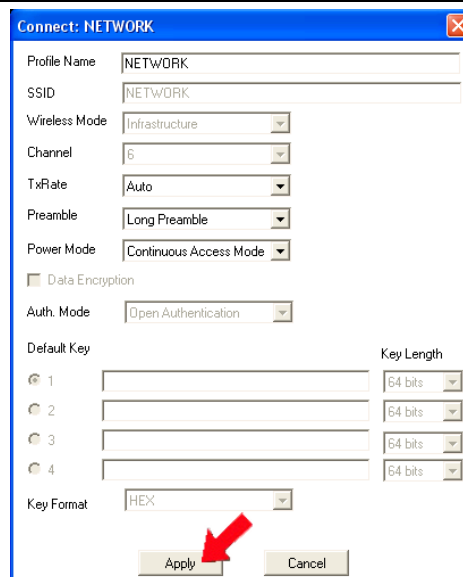 Connect: NETWORK
Profile Name NETWORK
SSID NETWORK
Wireless Mode Infrastructure
Channel 6
TxRate Auto
Preamble Long Preamble
Power Mode Continuous Access Mode
Data Encryption
Auth. Mode Open Authentication
Default Key
Key Length
1 64 bits
2 64 bits
3 64 bits
4 64 bits
Key Format HEX
Apply Cancel